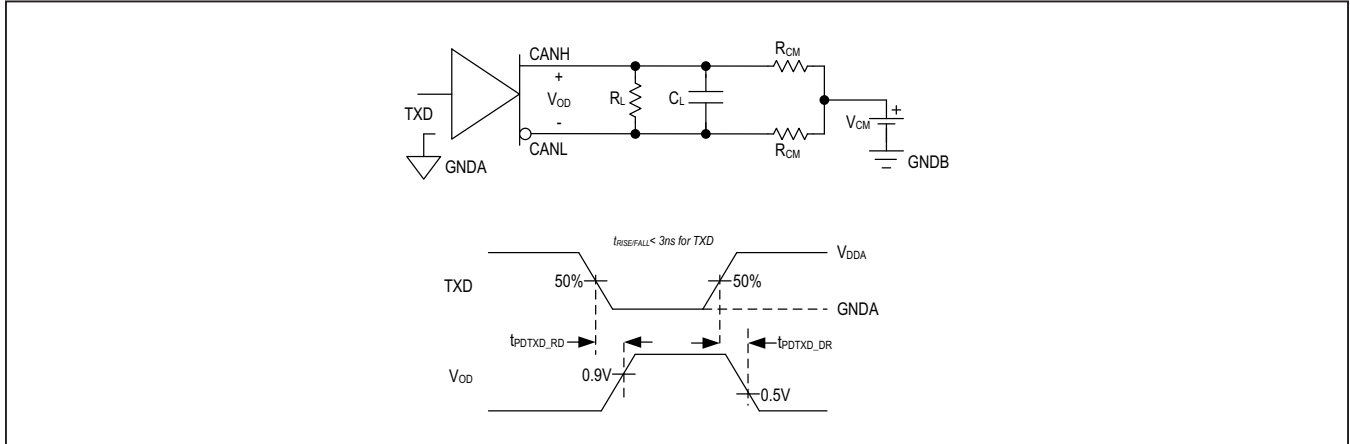 CANH
RCM
+
VOD
RL
CL
TXD
-
VCM
+
CANL
RCM
GNDA
GNDB
tRISE/FALL< 3ns for TXD
VDDA
TXD
50%
50%
GNDA
tPDTXD_RD
tPDTXD_DR
VOD
0.9V
0.5V